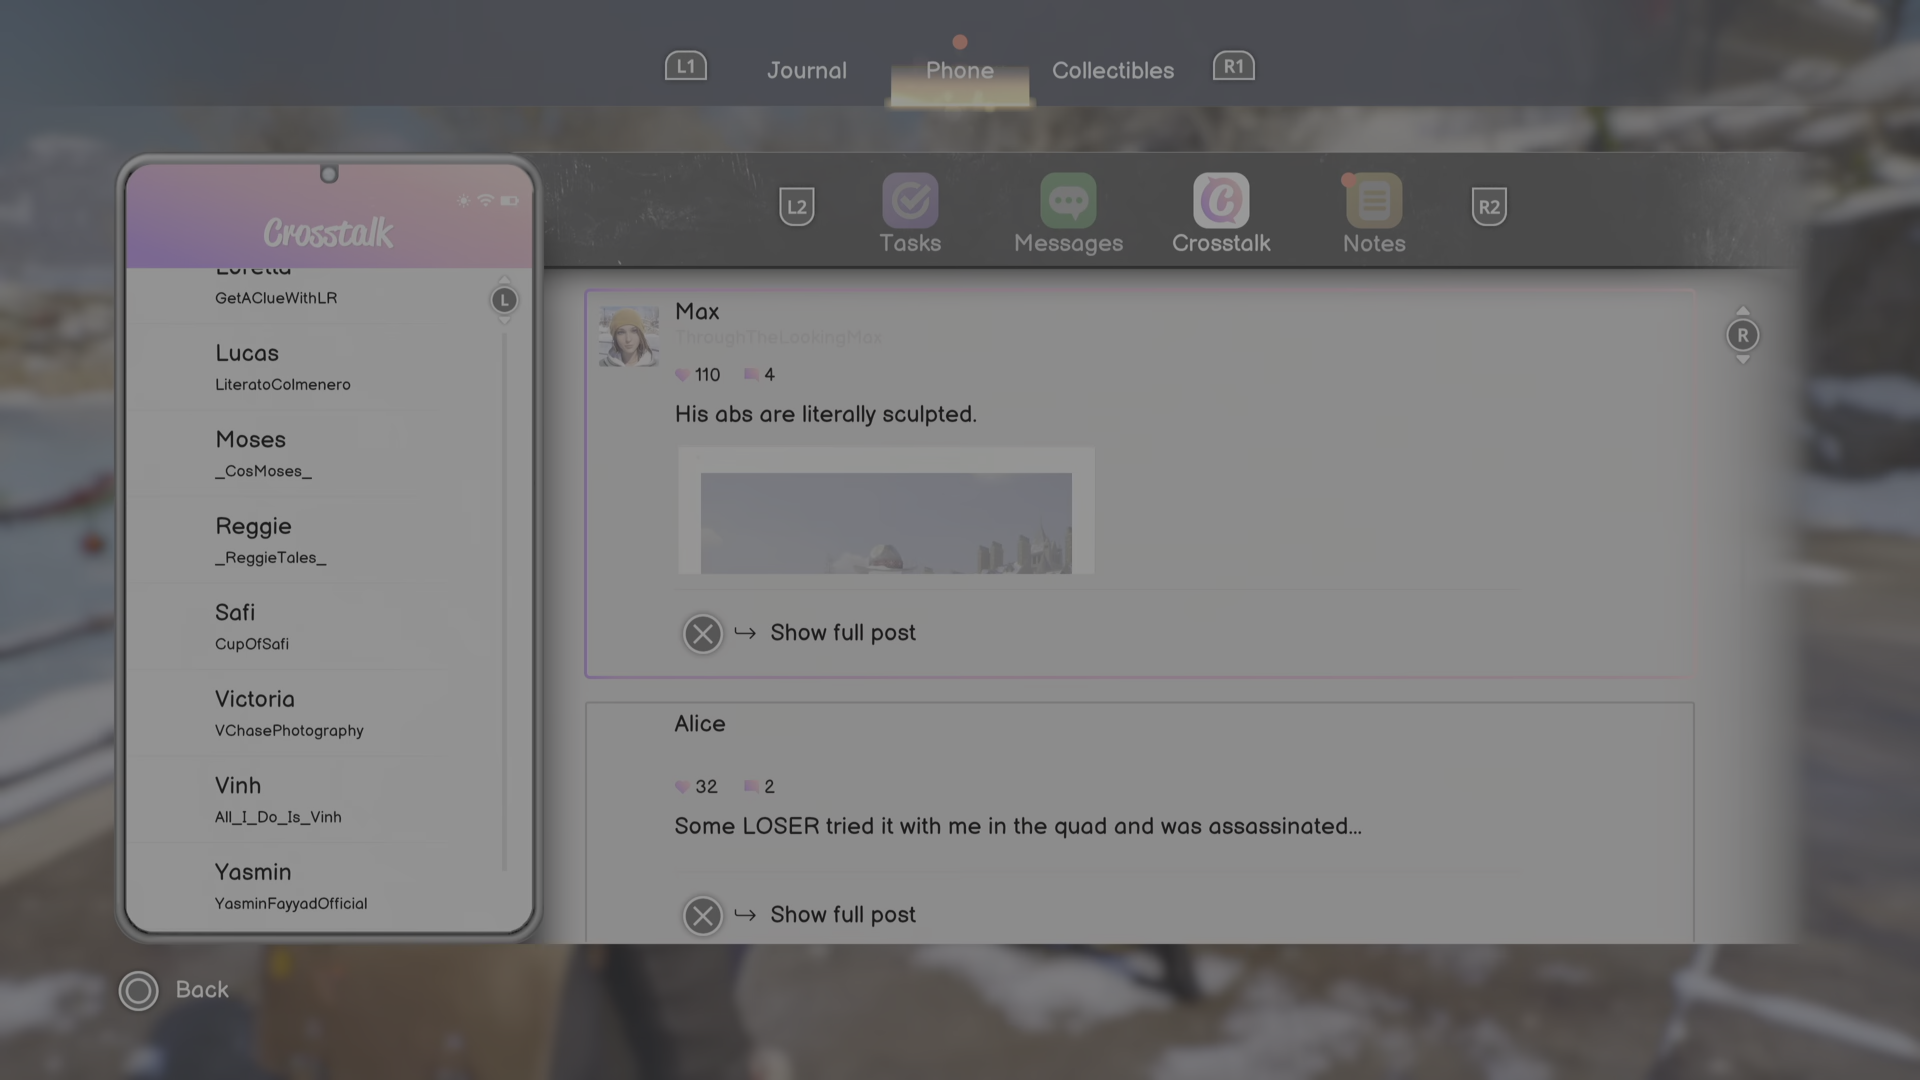 L1
Journal
Phone
Collectibles
R1
Crosstalk
L2
Tasks
Messages
Crosstalk
Notes
R2
Loretta
GetAClueWithLR
L
Lucas
LiteratoColmenero
Moses
_CosMoses_
Reggie
_ReggieTales_
Safi
CupOfSafi
Victoria
VChasePhotography
Vinh
All_I_Do_Is_Vinh
Yasmin
YasminFayyadOfficial
Max
ThroughTheLookingMax
110 4
His abs are literally sculpted.
Show full post
R
Alice
32 2
Some LOSER tried it with me in the quad and was assassinated...
Show full post
Back